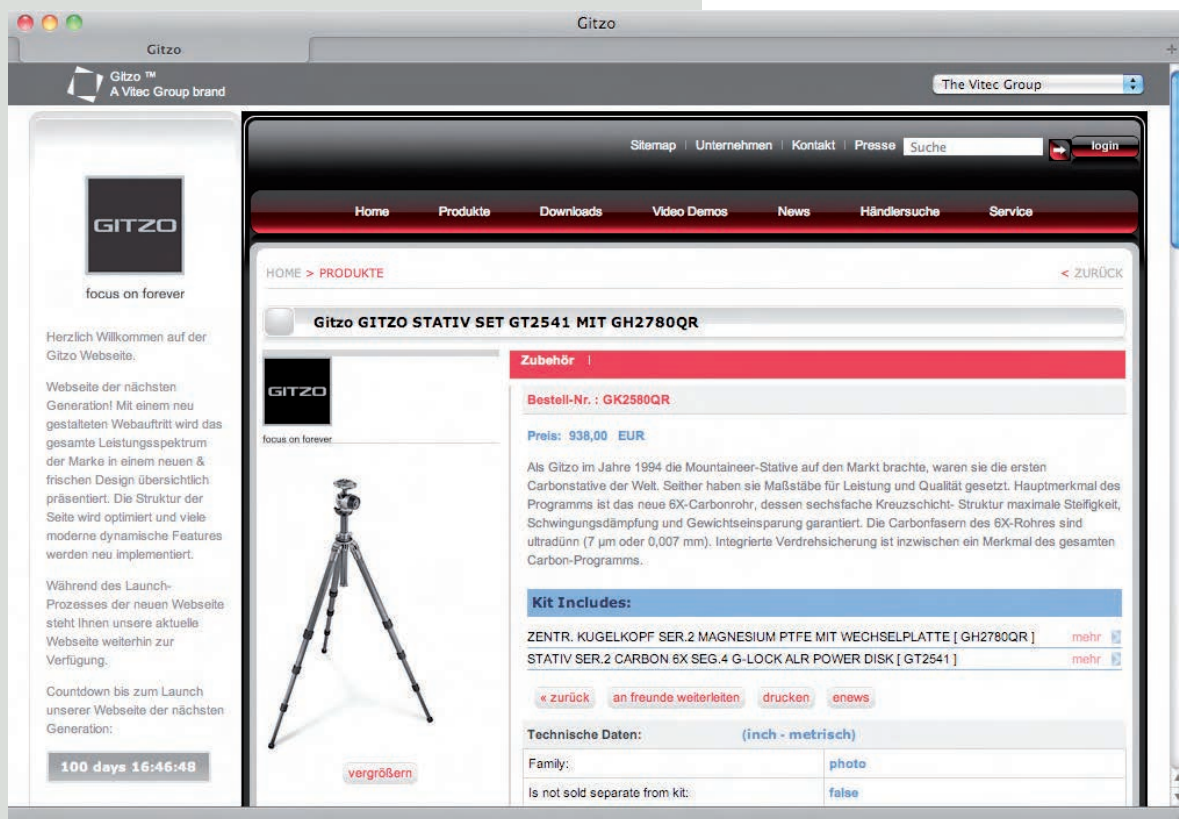 Gitzo
Gitzo
Gitzo ™
A Vitec Group brand
The Vitec Group
GITZO
focus on forever
Herzlich Willkommen auf der
Gitzo Webseite.
Webseite der nächsten
Generation! Mit einem neu
gestalteten Webauftritt wird das
gesamte Leistungsspektrum
der Marke in einem neuen &
frischen Design übersichtlich
präsentiert. Die Struktur der
Seite wird optimiert und viele
moderne dynamische Features
werden neu implementiert.
Während des Launch-
Prozesses der neuen Webseite
steht Ihnen unsere aktuelle
Webseite weiterhin zur
Verfügung.
Countdown bis zum Launch
unserer Webseite der nächsten
Generation:
100 days 16:46:48
Sitemap | Unternehmen | Kontakt | Presse Suche login
Home Produkte Downloads Video Demos News Händlersuche Service
HOME > PRODUKTE < ZURÜCK
Gitzo GITZO STATIV SET GT2541 MIT GH2780QR
GITZO
focus on forever
vergrößern
Zubehör |
Bestell-Nr. : GK2580QR
Preis: 938,00 EUR
Als Gitzo im Jahre 1994 die Mountaineer-Stative auf den Markt brachte, waren sie die ersten
Carbonstative der Welt. Seither haben sie Maßstäbe für Leistung und Qualität gesetzt. Hauptmerkmal des
Programms ist das neue 6X-Carbonrohr, dessen sechsfache Kreuzschicht- Struktur maximale Steifigkeit,
Schwingungsdämpfung und Gewichtseinsparung garantiert. Die Carbonfasern des 6X-Rohres sind
ultradünn (7 µm oder 0,007 mm). Integrierte Verdrehsicherung ist inzwischen ein Merkmal des gesamten
Carbon-Programms.
Kit Includes:
ZENTR. KUGELKOPF SER.2 MAGNESIUM PTFE MIT WECHSELPLATTE [ GH2780QR ] mehr
STATIV SER.2 CARBON 6X SEG.4 G-LOCK ALR POWER DISK [ GT2541 ] mehr
« zurück an freunde weiterleiten drucken enews
Technische Daten: (inch - metrisch)
Family: photo
Is not sold separate from kit: false